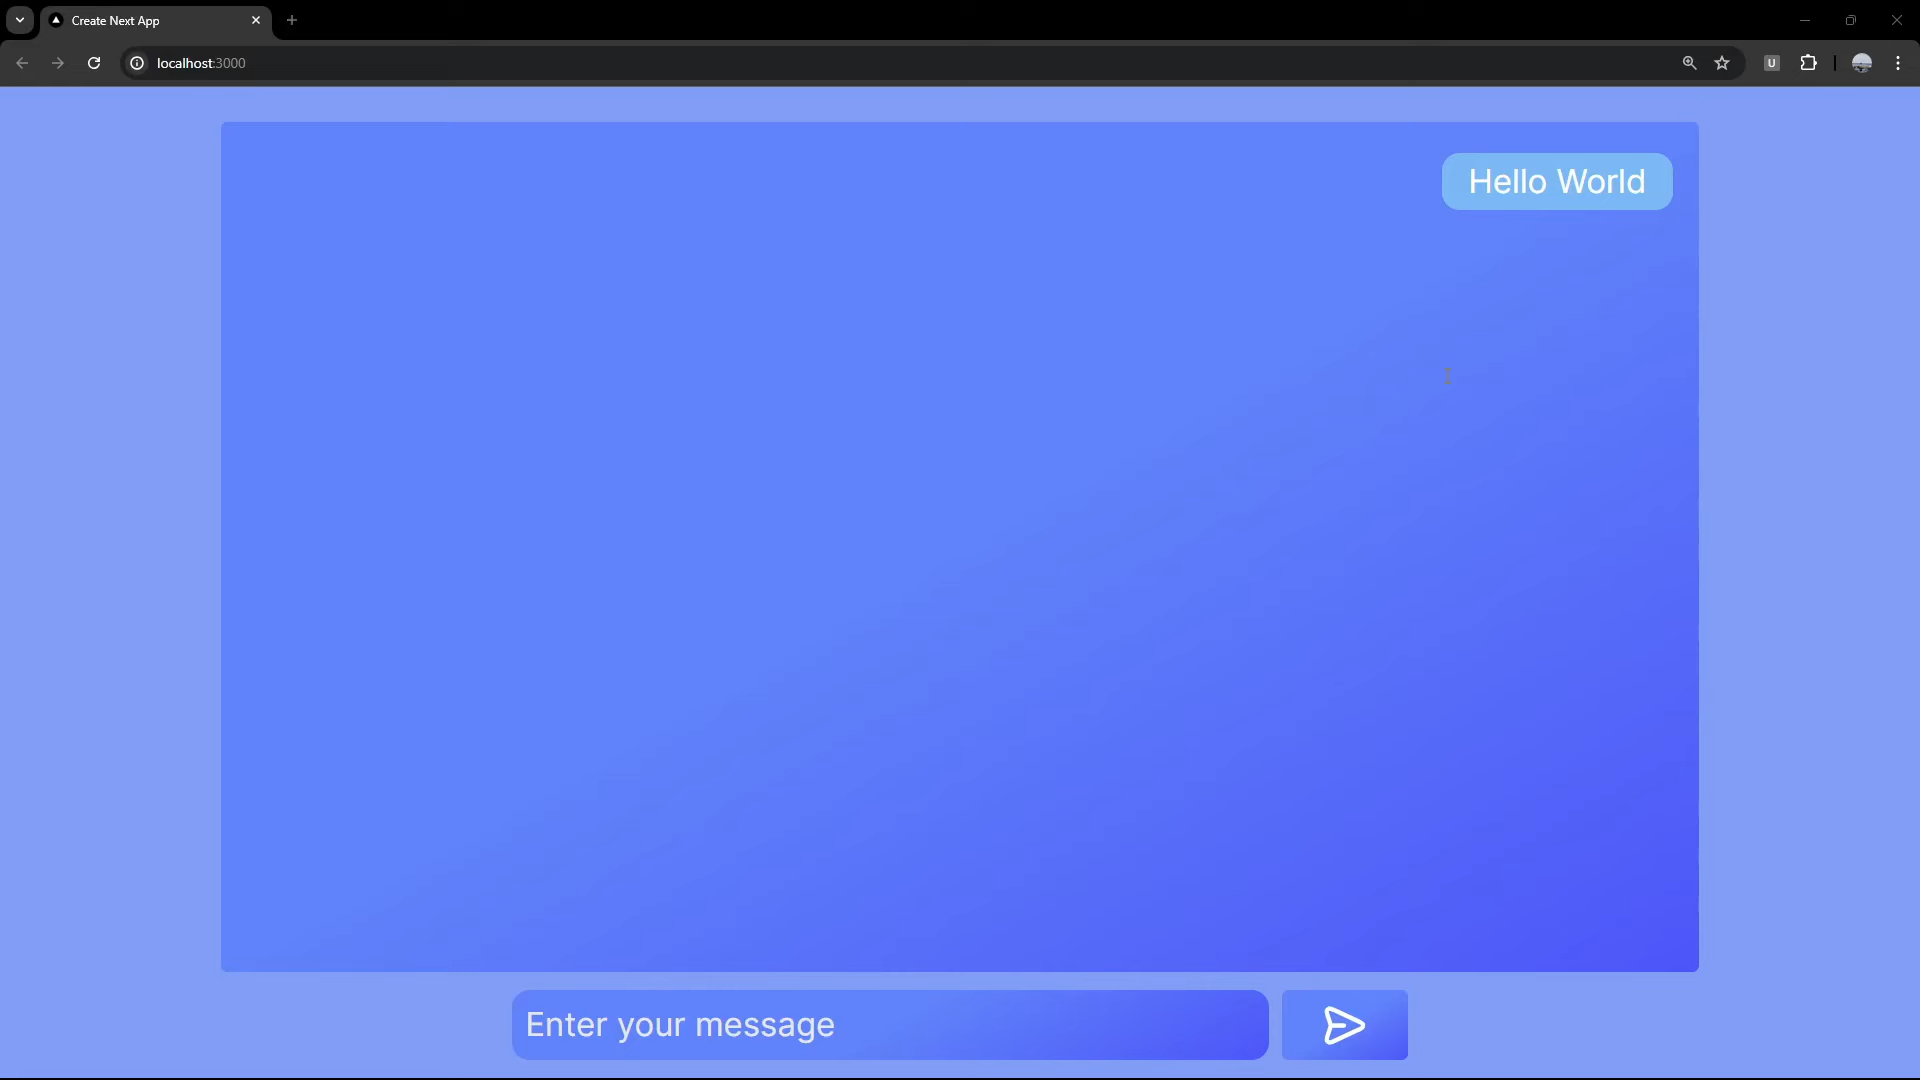 Create Next App
localhost:3000
U
Hello World
Enter your message